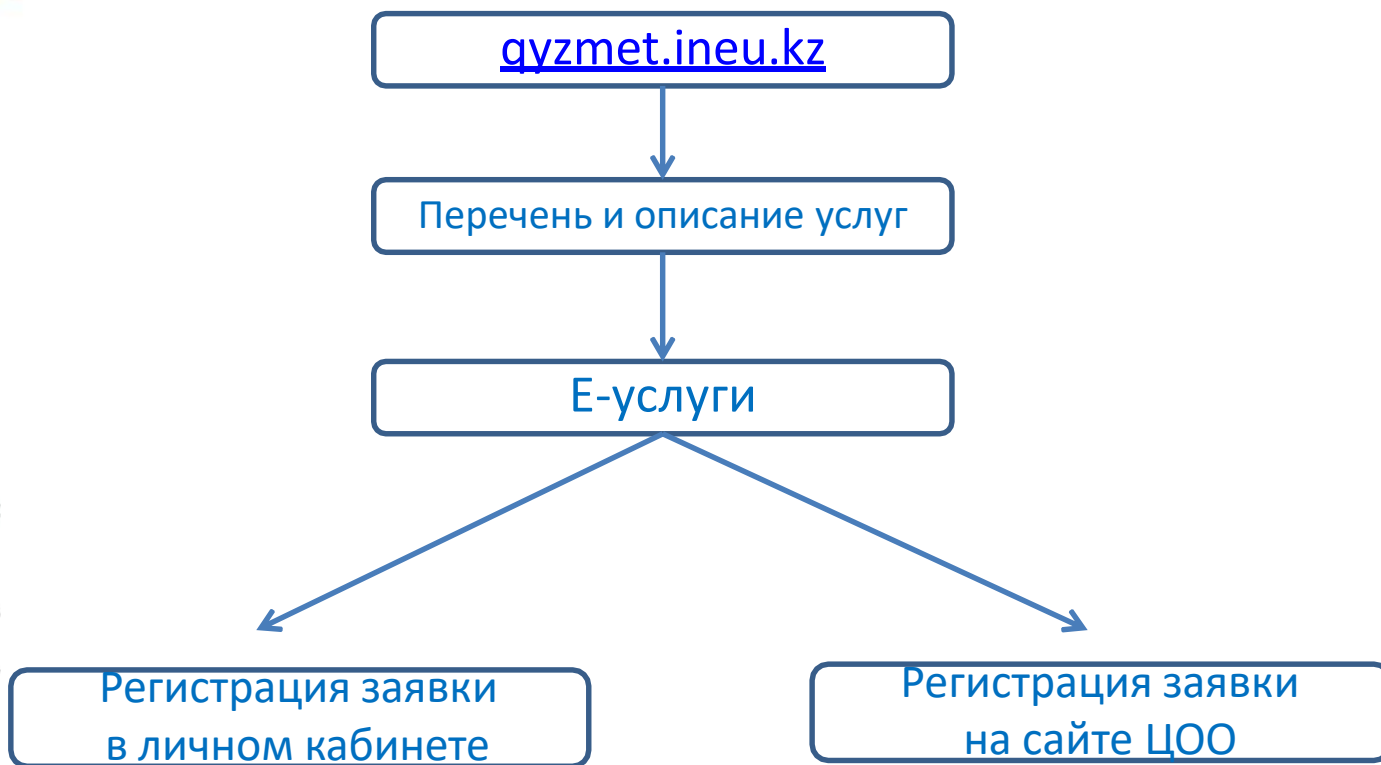 qyzmet.ineu.kz
Перечень и описание услуг
Е-услуги
Регистрация заявки
в личном кабинете
Регистрация заявки
на сайте ЦОО